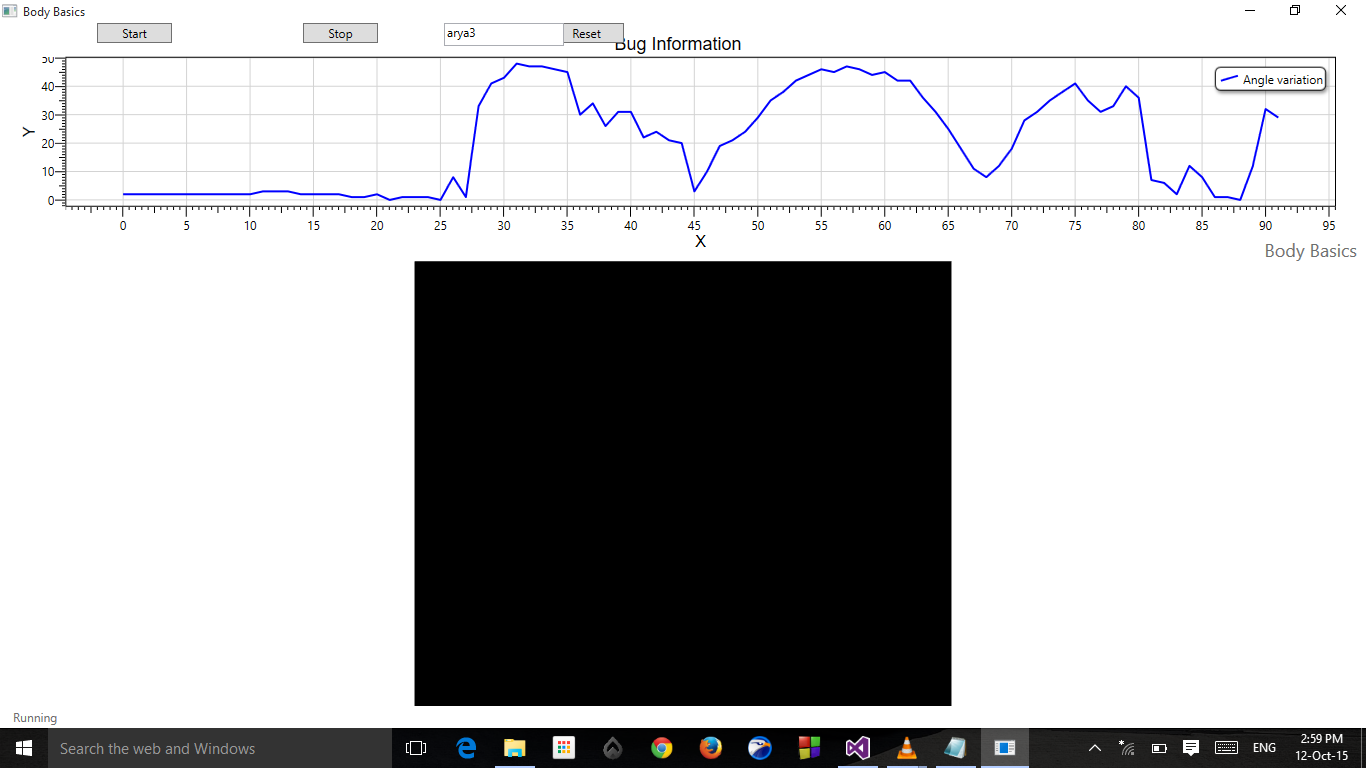 Body Basics
Start Stop arya3 Reset
Bug Information
50
40
30
20
10
0
Y
Angle variation
0 5 10 15 20 25 30 35 40 45 50 55 60 65 70 75 80 85 90 95
X
Body Basics
Running
Search the web and Windows
ENG
2:59 PM
12-Oct-15